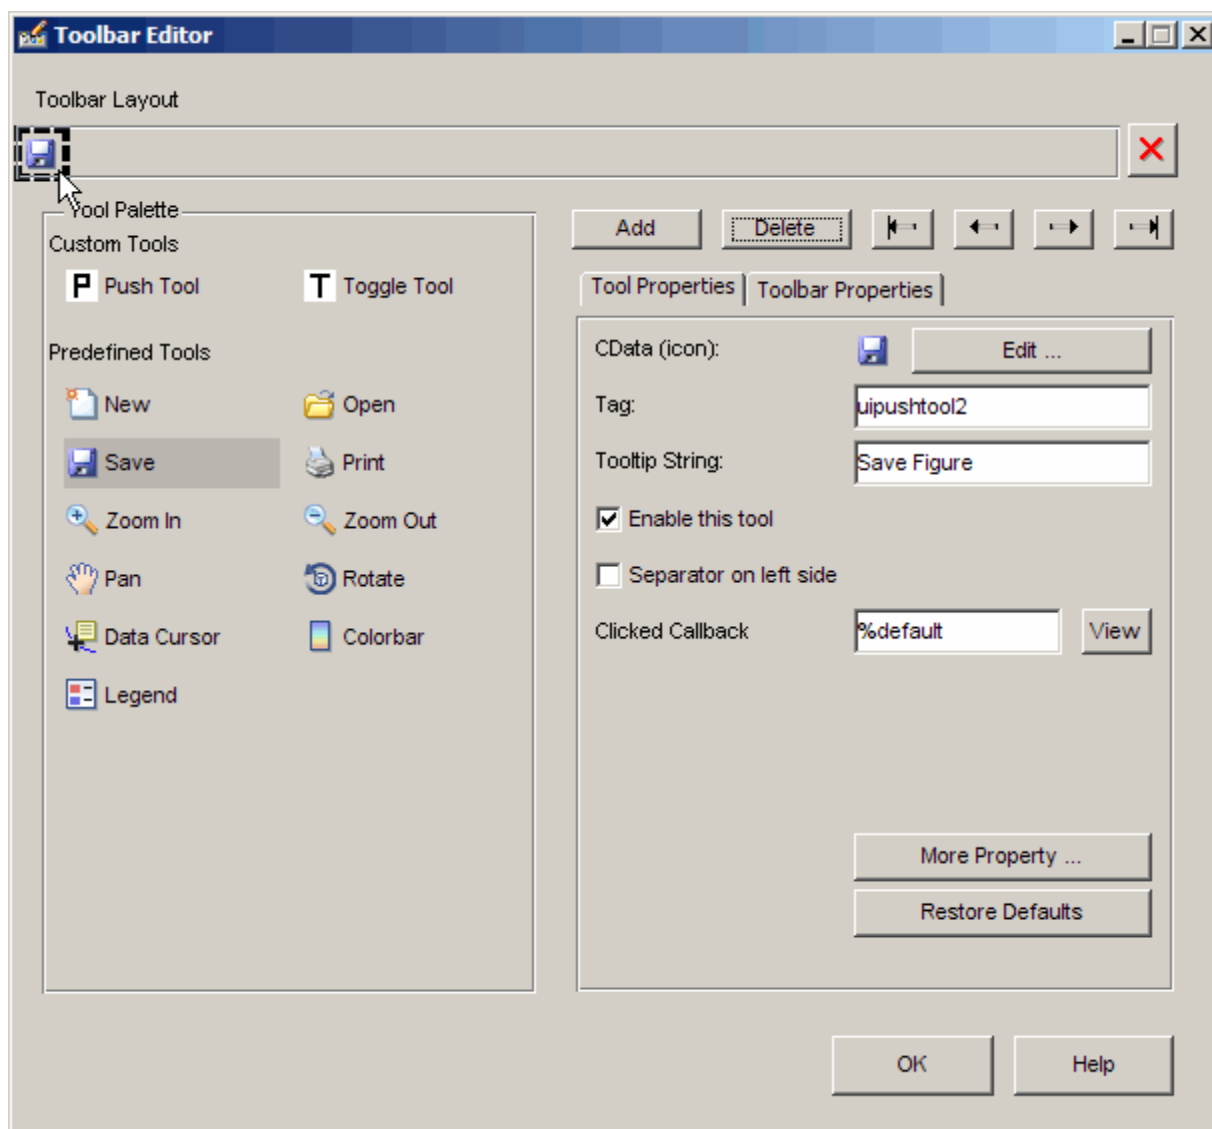 Toolbar Editor
Toolbar Layout
Tool Palette
Custom Tools
P Push Tool
T Toggle Tool
Predefined Tools
New
Open
Save
Print
Zoom In
Zoom Out
Pan
Rotate
Data Cursor
Colorbar
Legend
Add
Delete
Tool Properties
Toolbar Properties
CData (icon):
Edit ...
Tag:
uipushtool2
Tooltip String:
Save Figure
Enable this tool
Separator on left side
Clicked Callback
%default
View
More Property ...
Restore Defaults
OK
Help